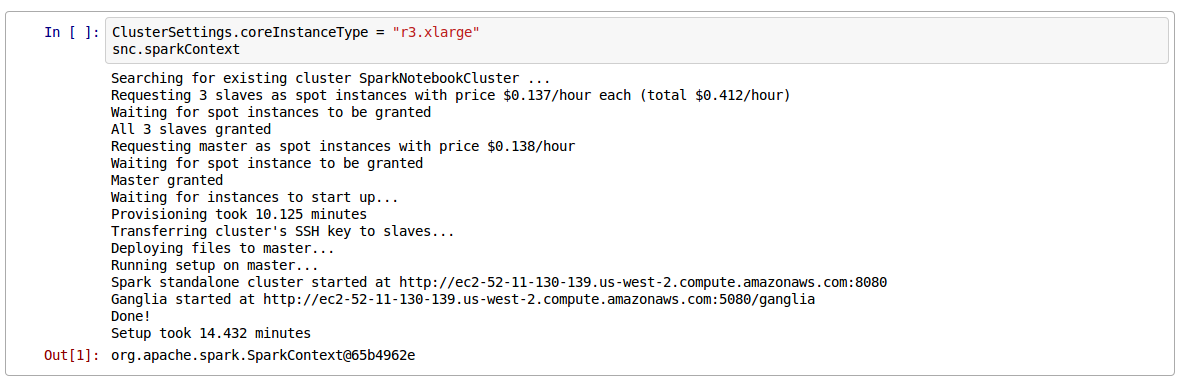 In [ ]: ClusterSettings.coreInstanceType = "r3.xlarge"
snc.sparkContext
Searching for existing cluster SparkNotebookCluster ...
Requesting 3 slaves as spot instances with price $0.137/hour each (total $0.412/hour)
Waiting for spot instances to be granted
All 3 slaves granted
Requesting master as spot instances with price $0.138/hour
Waiting for spot instance to be granted
Master granted
Waiting for instances to start up...
Provisioning took 10.125 minutes
Transferring cluster's SSH key to slaves...
Deploying files to master...
Running setup on master...
Spark standalone cluster started at http://ec2-52-11-130-139.us-west-2.compute.amazonaws.com:8080
Ganglia started at http://ec2-52-11-130-139.us-west-2.compute.amazonaws.com:5080/ganglia
Done!
Setup took 14.432 minutes
Out[1]: org.apache.spark.SparkContext@65b4962e